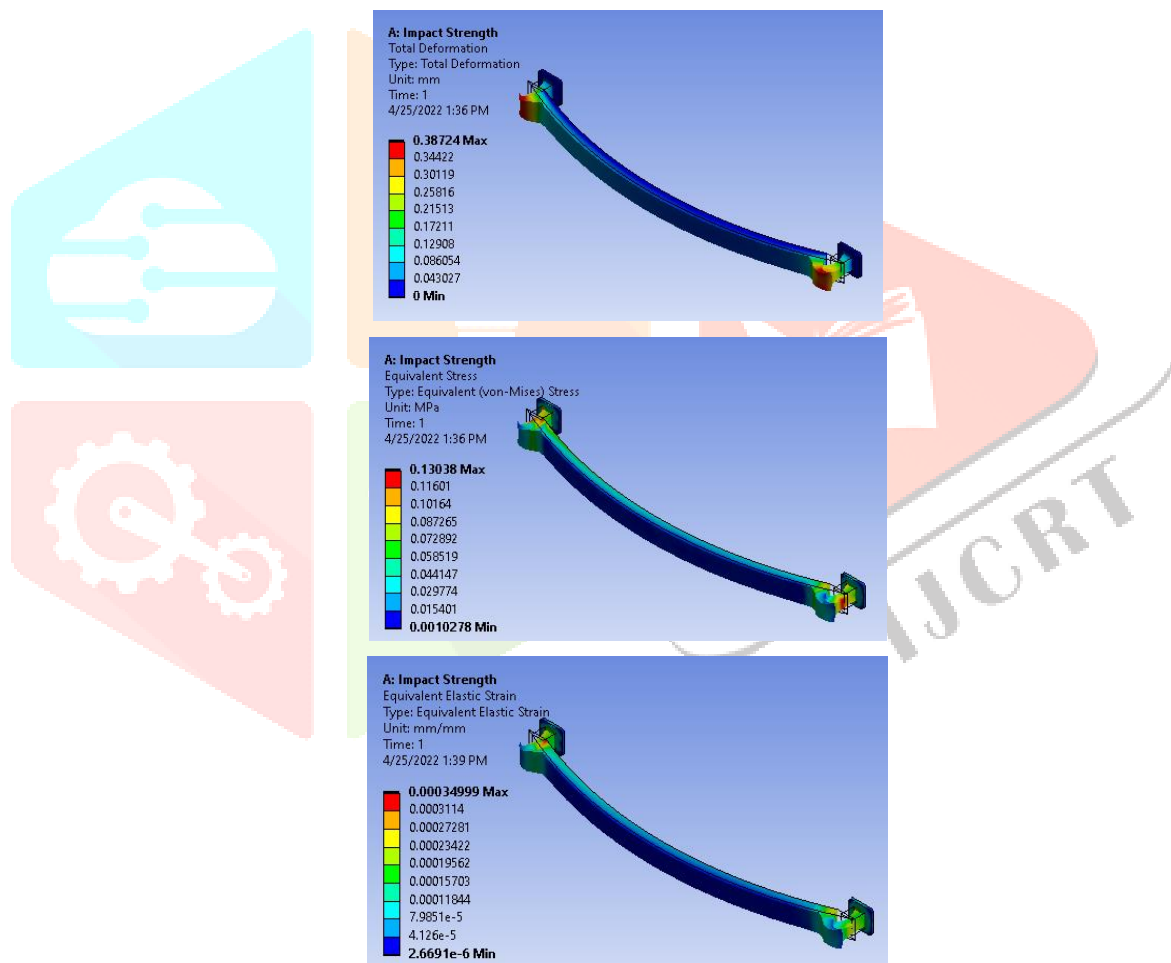 A: Impact Strength
Total Deformation
Type: Total Deformation
Unit: mm
Time: 1
4/25/2022 1:36 PM
0.38724 Max
0.34422
0.30119
0.25816
0.21513
0.17211
0.12908
0.086054
0.043027
0 Min
A: Impact Strength
Equivalent Stress
Type: Equivalent (von-Mises) Stress
Unit: MPa
Time: 1
4/25/2022 1:36 PM
0.13038 Max
0.11601
0.10164
0.087265
0.072892
0.058519
0.044147
0.029774
0.015401
0.0010278 Min
IJCRT
A: Impact Strength
Equivalent Elastic Strain
Type: Equivalent Elastic Strain
Unit: mm/mm
Time: 1
4/25/2022 1:39 PM
0.00034999 Max
0.0003114
0.00027281
0.00023422
0.00019562
0.00015703
0.00011844
7.9851e-5
4.126e-5
2.6691e-6 Min